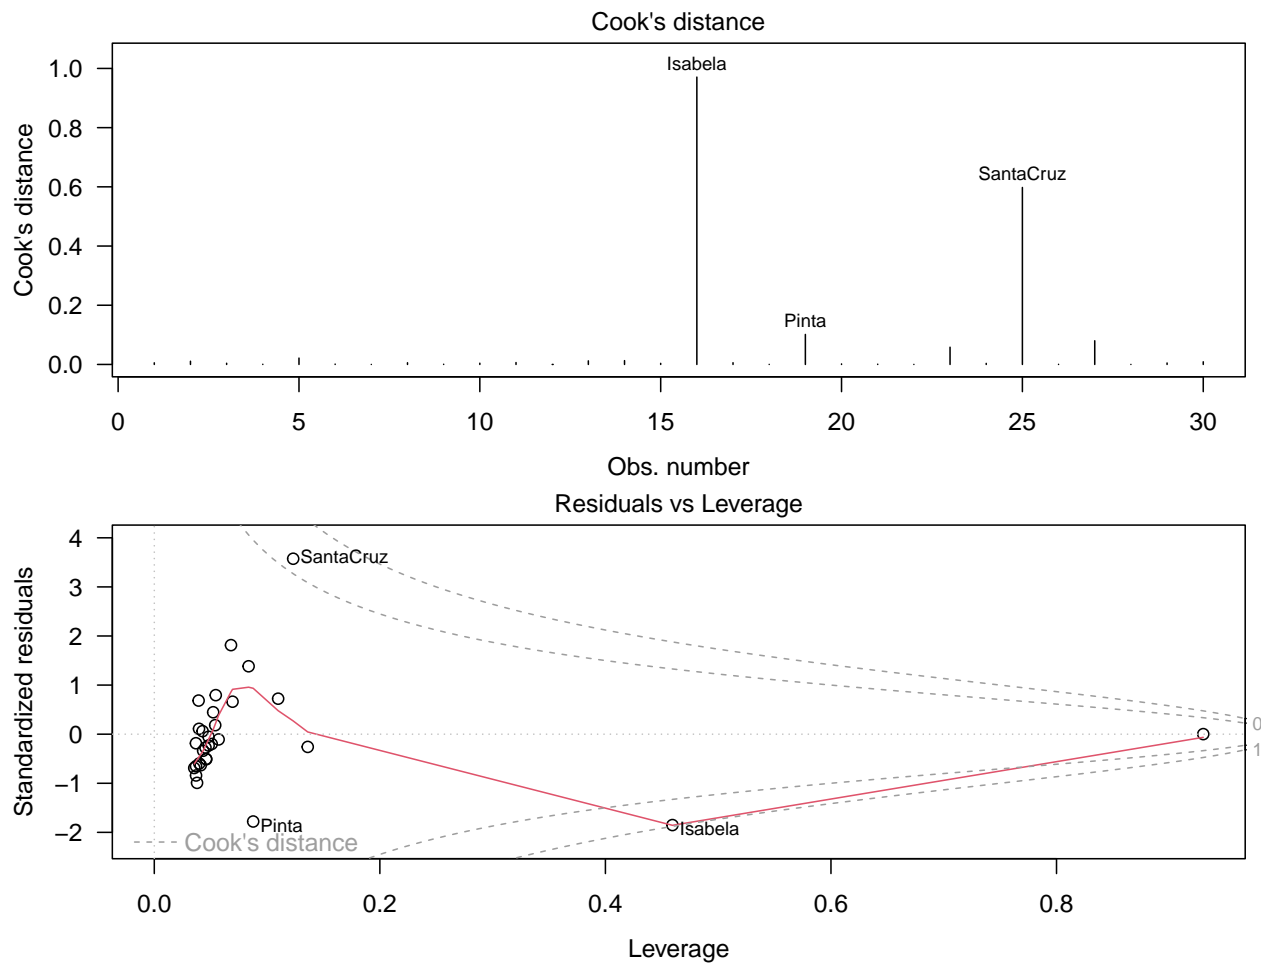 Cook's distance
Cook's distance
1.0
0.8
0.6
0.4
0.2
0.0
Isabela
SantaCruz
Pinta
0 5 10 15 20 25 30
Obs. number
Residuals vs Leverage
Standardized residuals
4
3
2
1
0
−1
−2
SantaCruz
Pinta
Isabela
Cook's distance
0
1
0.0 0.2 0.4 0.6 0.8
Leverage